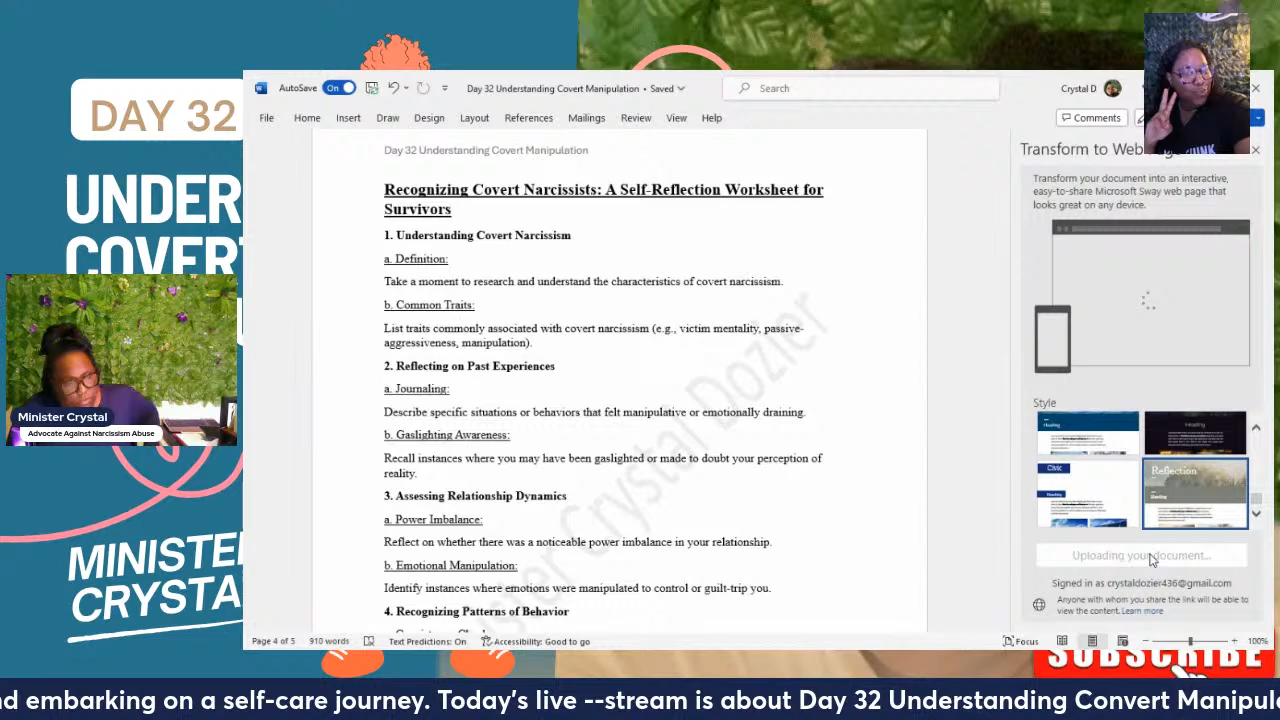 DAY 32
UNDER
COVERT
MINISTER
CRYSTAL
Minister Crystal
Advocate Against Narcissism Abuse
AutoSave On Day 32 Understanding Covert Manipulation • Saved Search Crystal D
File Home Insert Draw Design Layout References Mailings Review View Help Comments
Day 32 Understanding Covert Manipulation
Recognizing Covert Narcissists: A Self-Reflection Worksheet for
Survivors
1. Understanding Covert Narcissism
a. Definition:
Take a moment to research and understand the characteristics of covert narcissism.
b. Common Traits:
List traits commonly associated with covert narcissism (e.g., victim mentality, passive-
aggressiveness, manipulation).
2. Reflecting on Past Experiences
a. Journaling:
Describe specific situations or behaviors that felt manipulative or emotionally draining.
b. Gaslighting Awareness:
Recall instances where you may have been gaslighted or made to doubt your perception of
reality.
3. Assessing Relationship Dynamics
a. Power Imbalance:
Reflect on whether there was a noticeable power imbalance in your relationship.
b. Emotional Manipulation:
Identify instances where emotions were manipulated to control or guilt-trip you.
4. Recognizing Patterns of Behavior
Dozier
Page 4 of 5 910 words Text Predictions: On Accessibility: Good to go Focus 100%
Transform to Web
Transform your document into an interactive,
easy-to-share Microsoft Sway web page that
looks great on any device.
Style
Heading
Heading
Civic
Heading
Reflection
Heading
Uploading your document...
Signed in as crystaldozier436@gmail.com
Anyone with whom you share the link will be able to
view the content. Learn more
SUBSCRIBE
nd embarking on a self-care journey. Today's live --stream is about Day 32 Understanding Convert Manipul